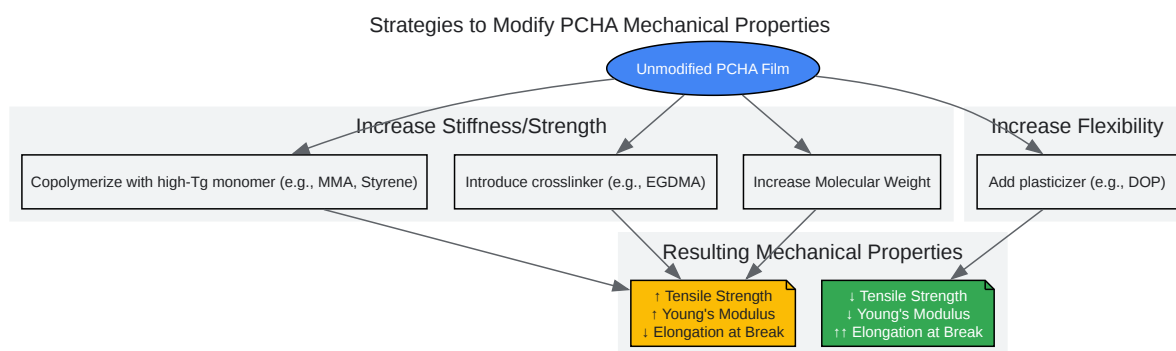 Strategies to Modify PCHA Mechanical Properties
Unmodified PCHA Film
Increase Stiffness/Strength
Increase Flexibility
Copolymerize with high-Tg monomer (e.g., MMA, Styrene)
Introduce crosslinker (e.g., EGDMA)
Increase Molecular Weight
Add plasticizer (e.g., DOP)
Resulting Mechanical Properties
↑ Tensile Strength
↑ Young's Modulus
↓ Elongation at Break
↓ Tensile Strength
↓ Young's Modulus
↑↑ Elongation at Break